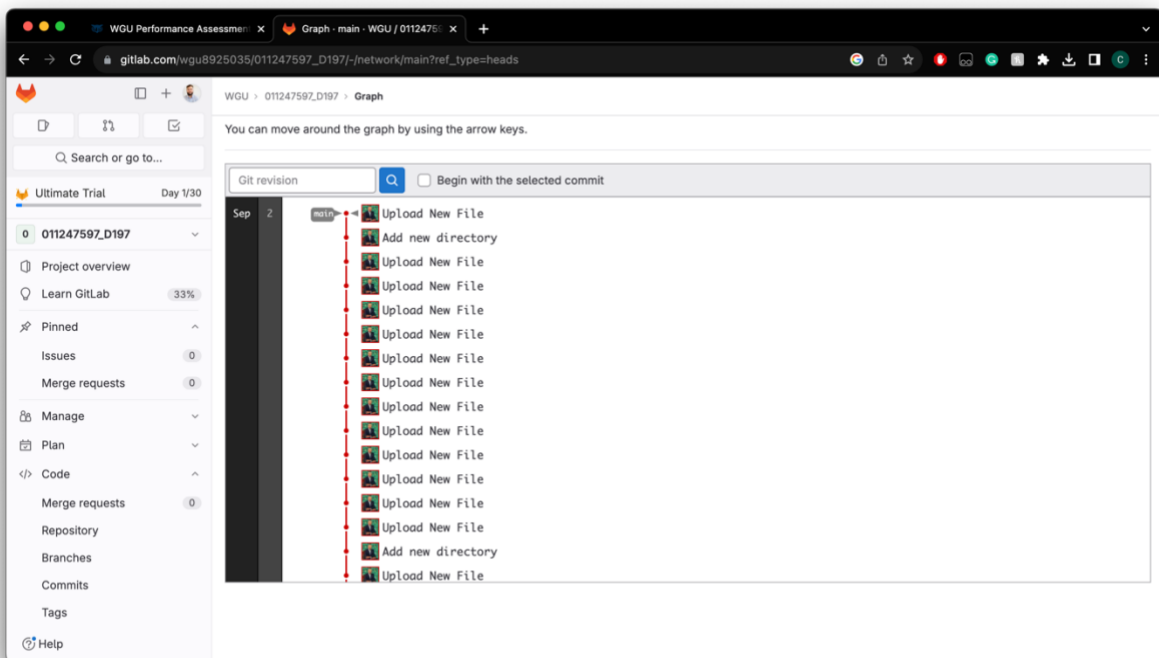 WGU Performance Assessmen
Graph · main · WGU / 0112475
gitlab.com/wgu8925035/011247597_D197/-/network/main?ref_type=heads
C
WGU > 011247597_D197 > Graph
You can move around the graph by using the arrow keys.
Search or go to...
Ultimate Trial Day 1/30
0 011247597_D197
Project overview
Learn GitLab 33%
Pinned
Issues 0
Merge requests 0
Manage
Plan
Code
Merge requests 0
Repository
Branches
Commits
Tags
Help
Git revision
Begin with the selected commit
Sep 2 main Upload New File
Add new directory
Upload New File
Upload New File
Upload New File
Upload New File
Upload New File
Upload New File
Upload New File
Upload New File
Upload New File
Upload New File
Upload New File
Upload New File
Add new directory
Upload New File